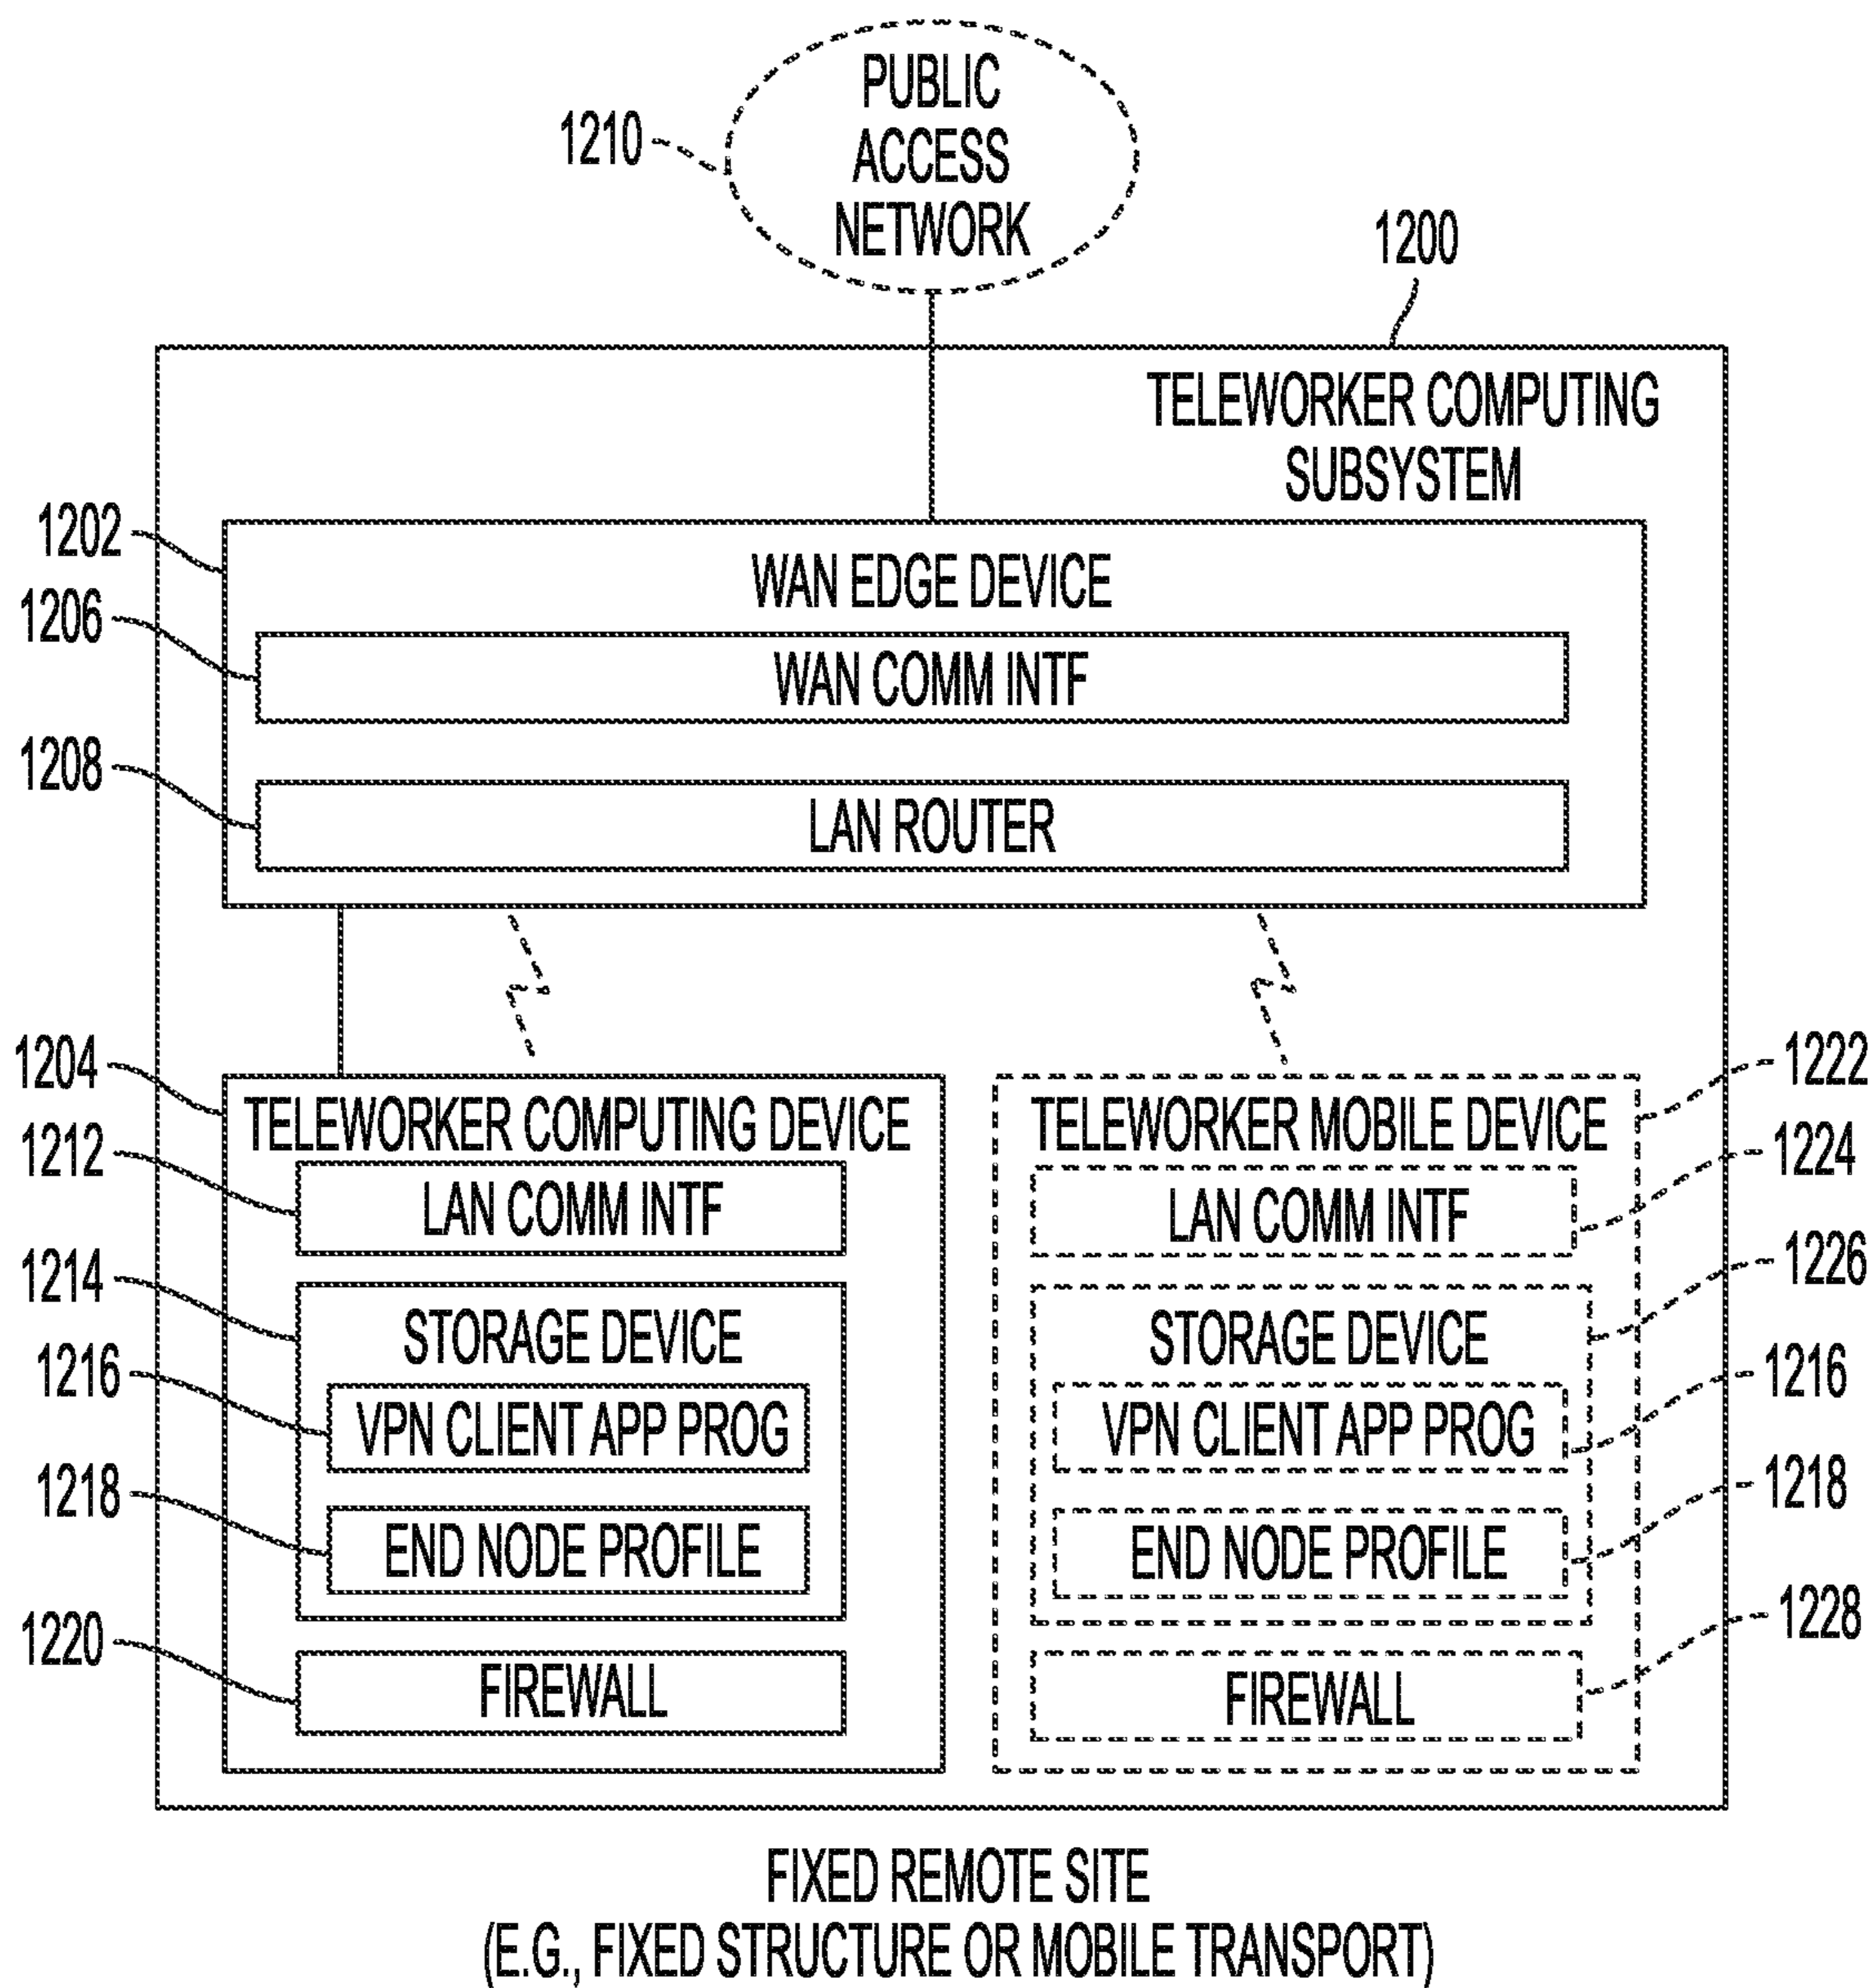 PUBLIC
ACCESS
NETWORK
1210
1200
TELEWORKER COMPUTING
SUBSYSTEM
1202
WAN EDGE DEVICE
1206
WAN COMM INTF
1208
LAN ROUTER
1204
TELEWORKER COMPUTING DEVICE
1212
LAN COMM INTF
1214
STORAGE DEVICE
1216
VPN CLIENT APP PROG
1218
END NODE PROFILE
1220
FIREWALL
1222
TELEWORKER MOBILE DEVICE
1224
LAN COMM INTF
1226
STORAGE DEVICE
1216
VPN CLIENT APP PROG
1218
END NODE PROFILE
1228
FIREWALL
FIXED REMOTE SITE
(E.G., FIXED STRUCTURE OR MOBILE TRANSPORT)